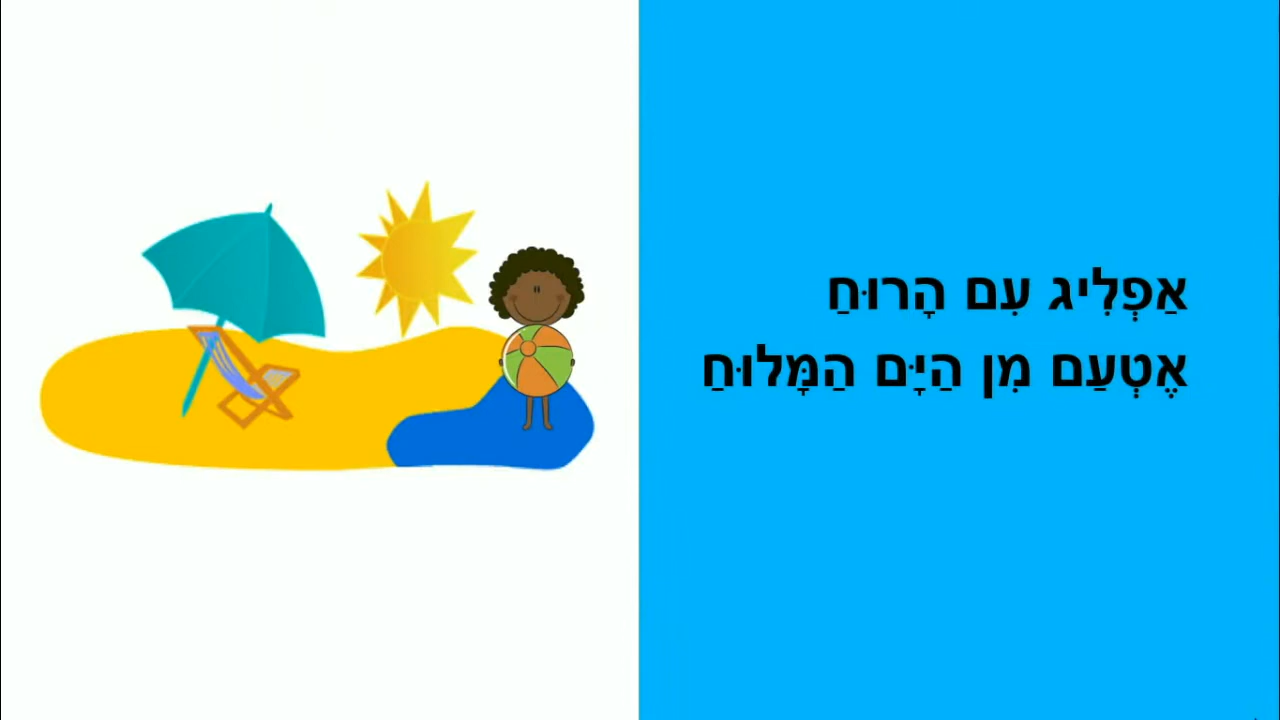 אַפְלִיג עִם הָרוּחַ
אֶטְעַם מִן הַיָּם הַמָּלוּחַ